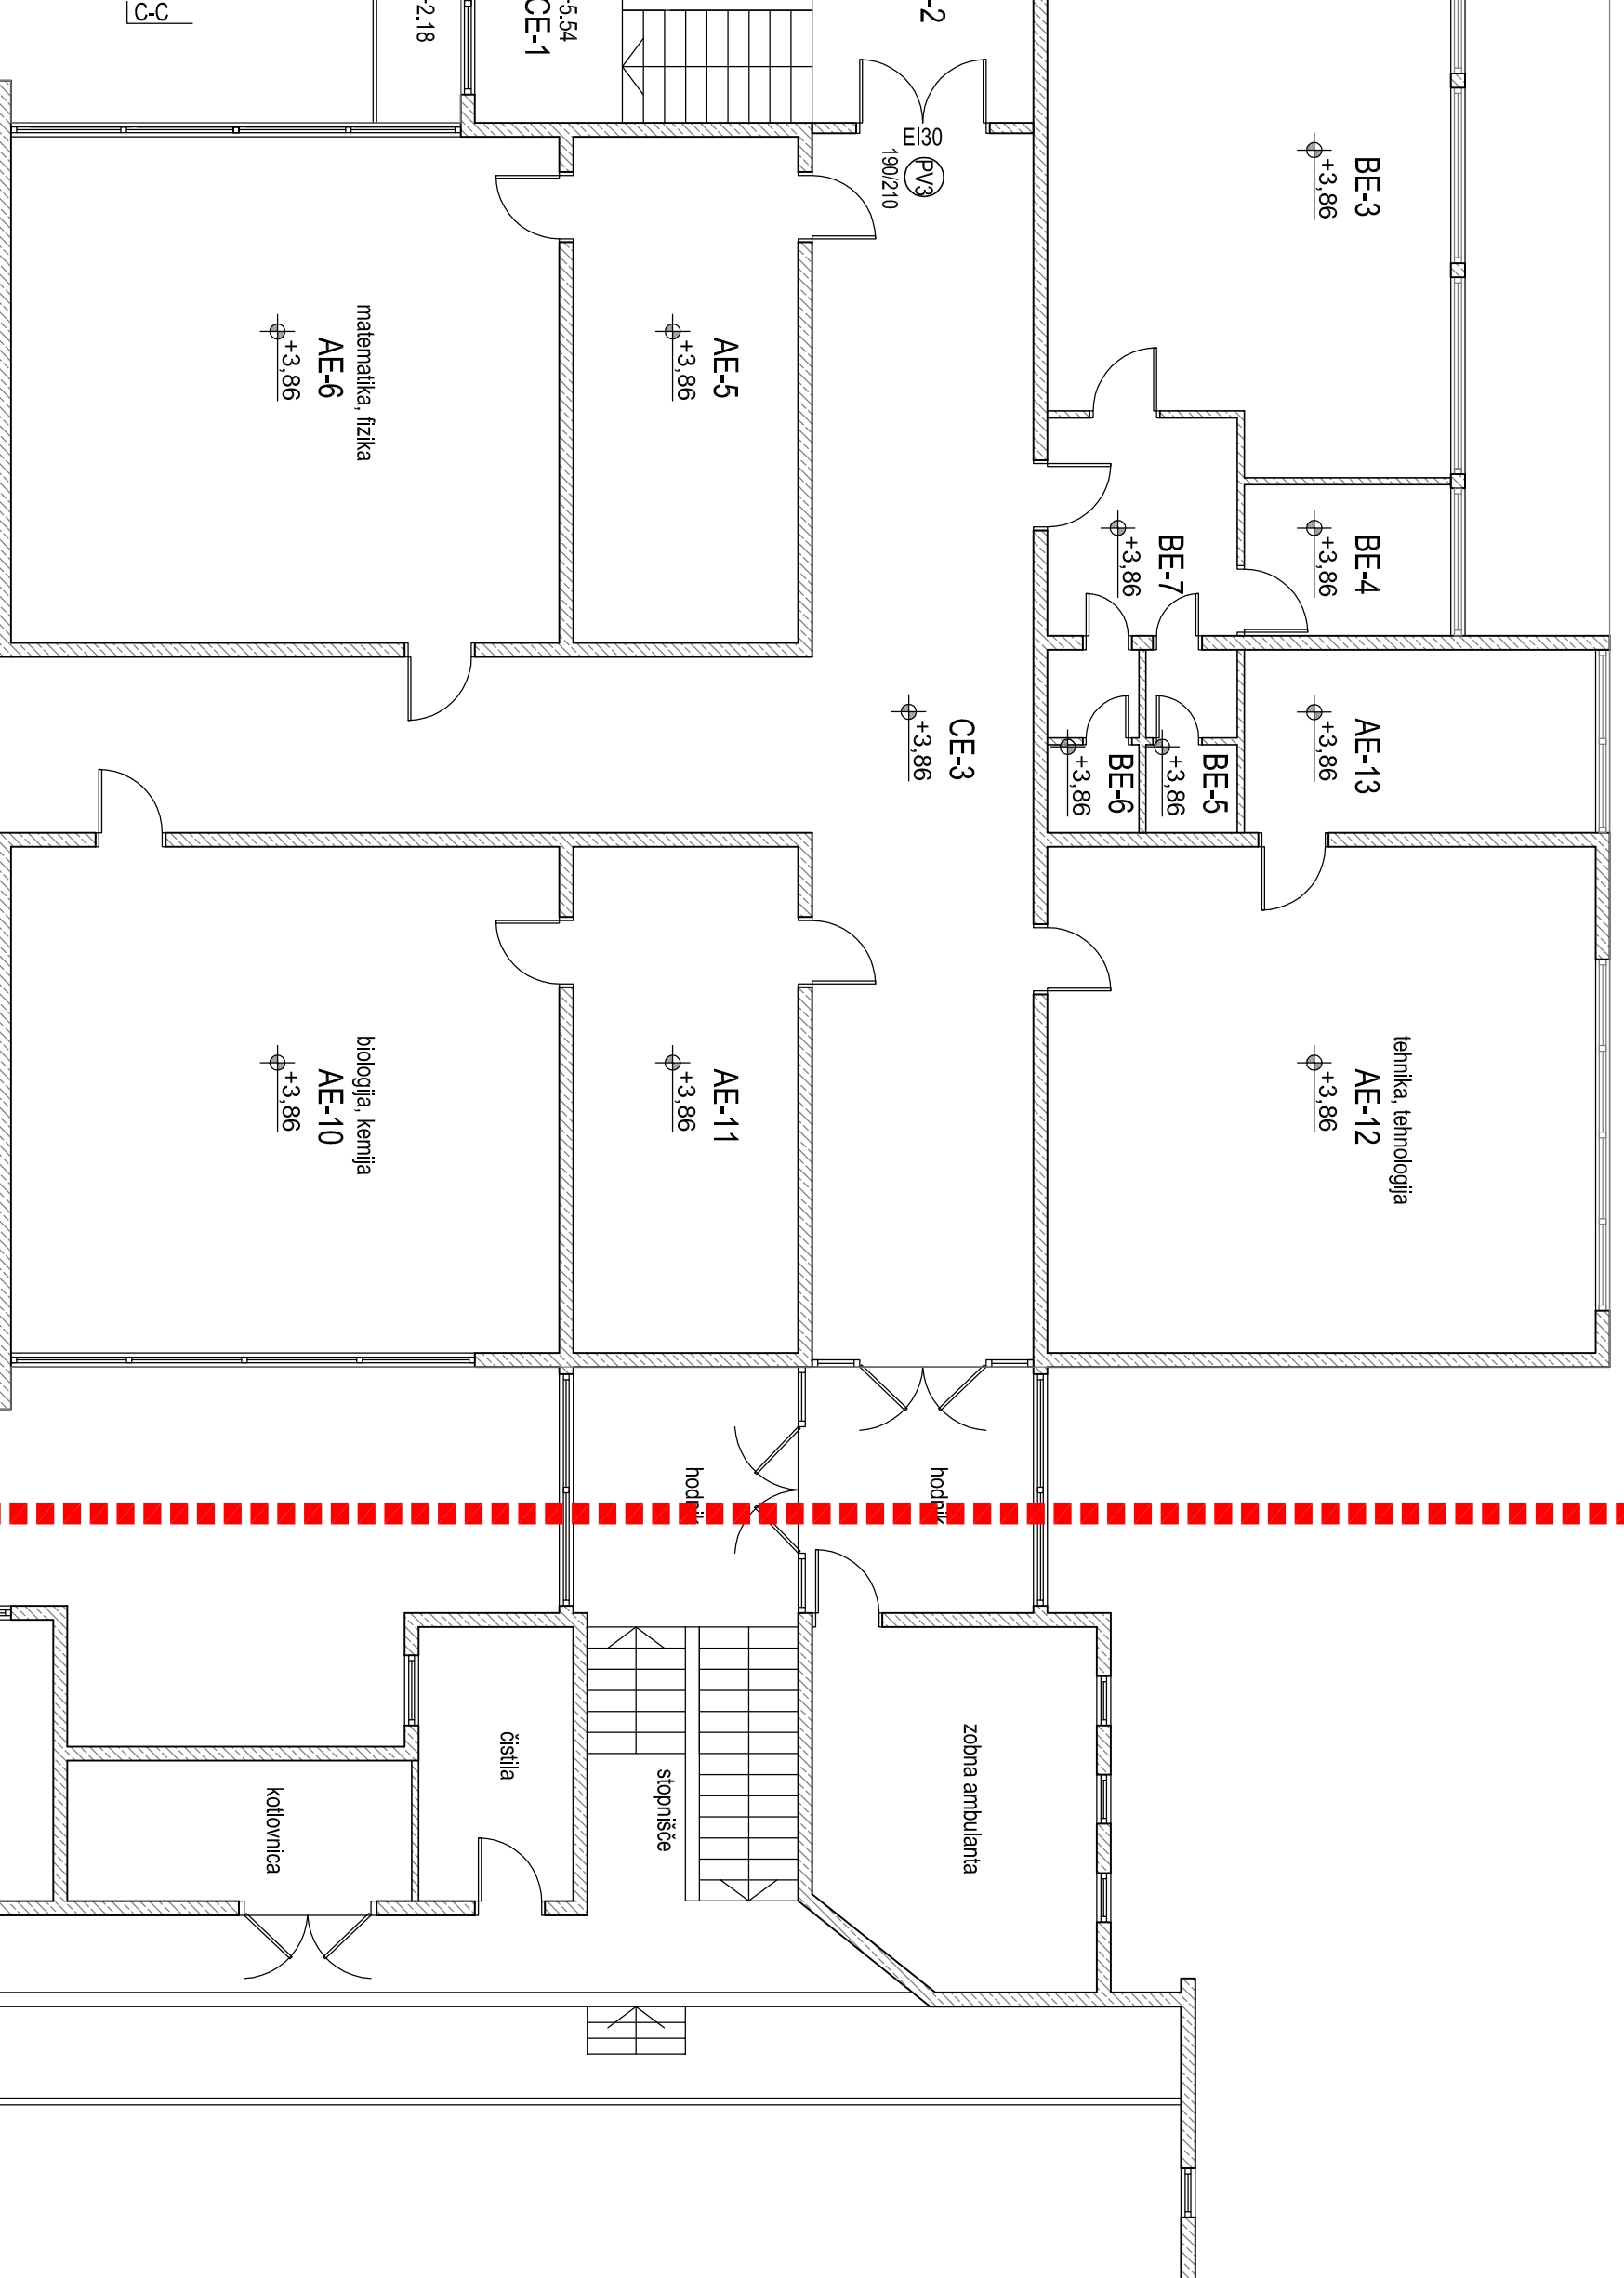 C-C
-2.18
-5.54
CE-1
-2
EI30
PV3
190/210
BE-3
+3,86
matematika, fizika
AE-6
+3,86
AE-5
+3,86
BE-7
+3,86
BE-4
+3,86
CE-3
+3,86
BE-6
+3,86
BE-5
+3,86
AE-13
+3,86
biologija, kemija
AE-10
+3,86
AE-11
+3,86
tehnika, tehnologija
AE-12
+3,86
hodnik
hodnik
čistila
kotlovnica
stopnišče
zobna ambulanta